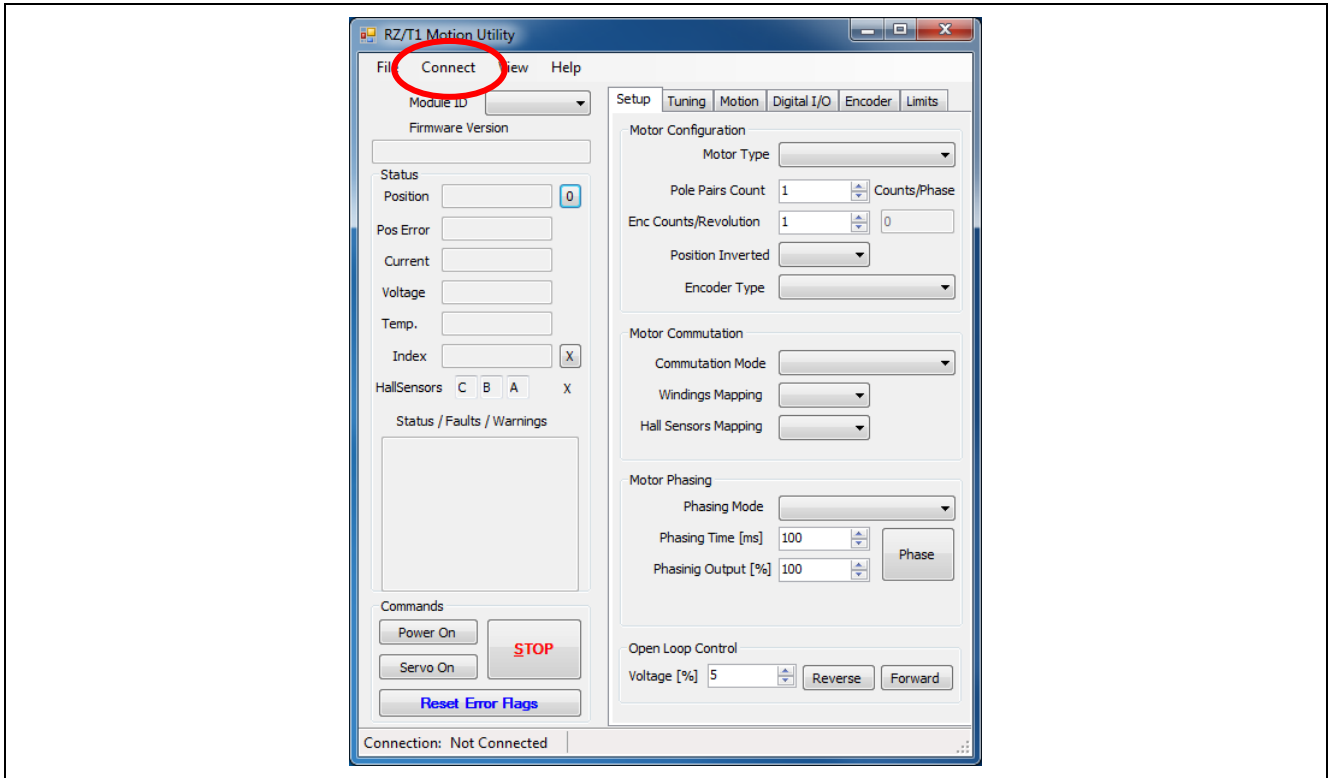 RZ/T1 Motion Utility
File Connect View Help
Module ID
Firmware Version
Status
Position 0
Pos Error
Current
Voltage
Temp.
Index X
HallSensors C B A X
Status / Faults / Warnings
Commands
Power On
STOP
Servo On
Reset Error Flags
Setup Tuning Motion Digital I/O Encoder Limits
Motor Configuration
Motor Type
Pole Pairs Count 1 Counts/Phase
Enc Counts/Revolution 1 0
Position Inverted
Encoder Type
Motor Commutation
Commutation Mode
Windings Mapping
Hall Sensors Mapping
Motor Phasing
Phasing Mode
Phasing Time [ms] 100
Phase
Phasinig Output [%] 100
Open Loop Control
Voltage [%] 5 Reverse Forward
Connection: Not Connected